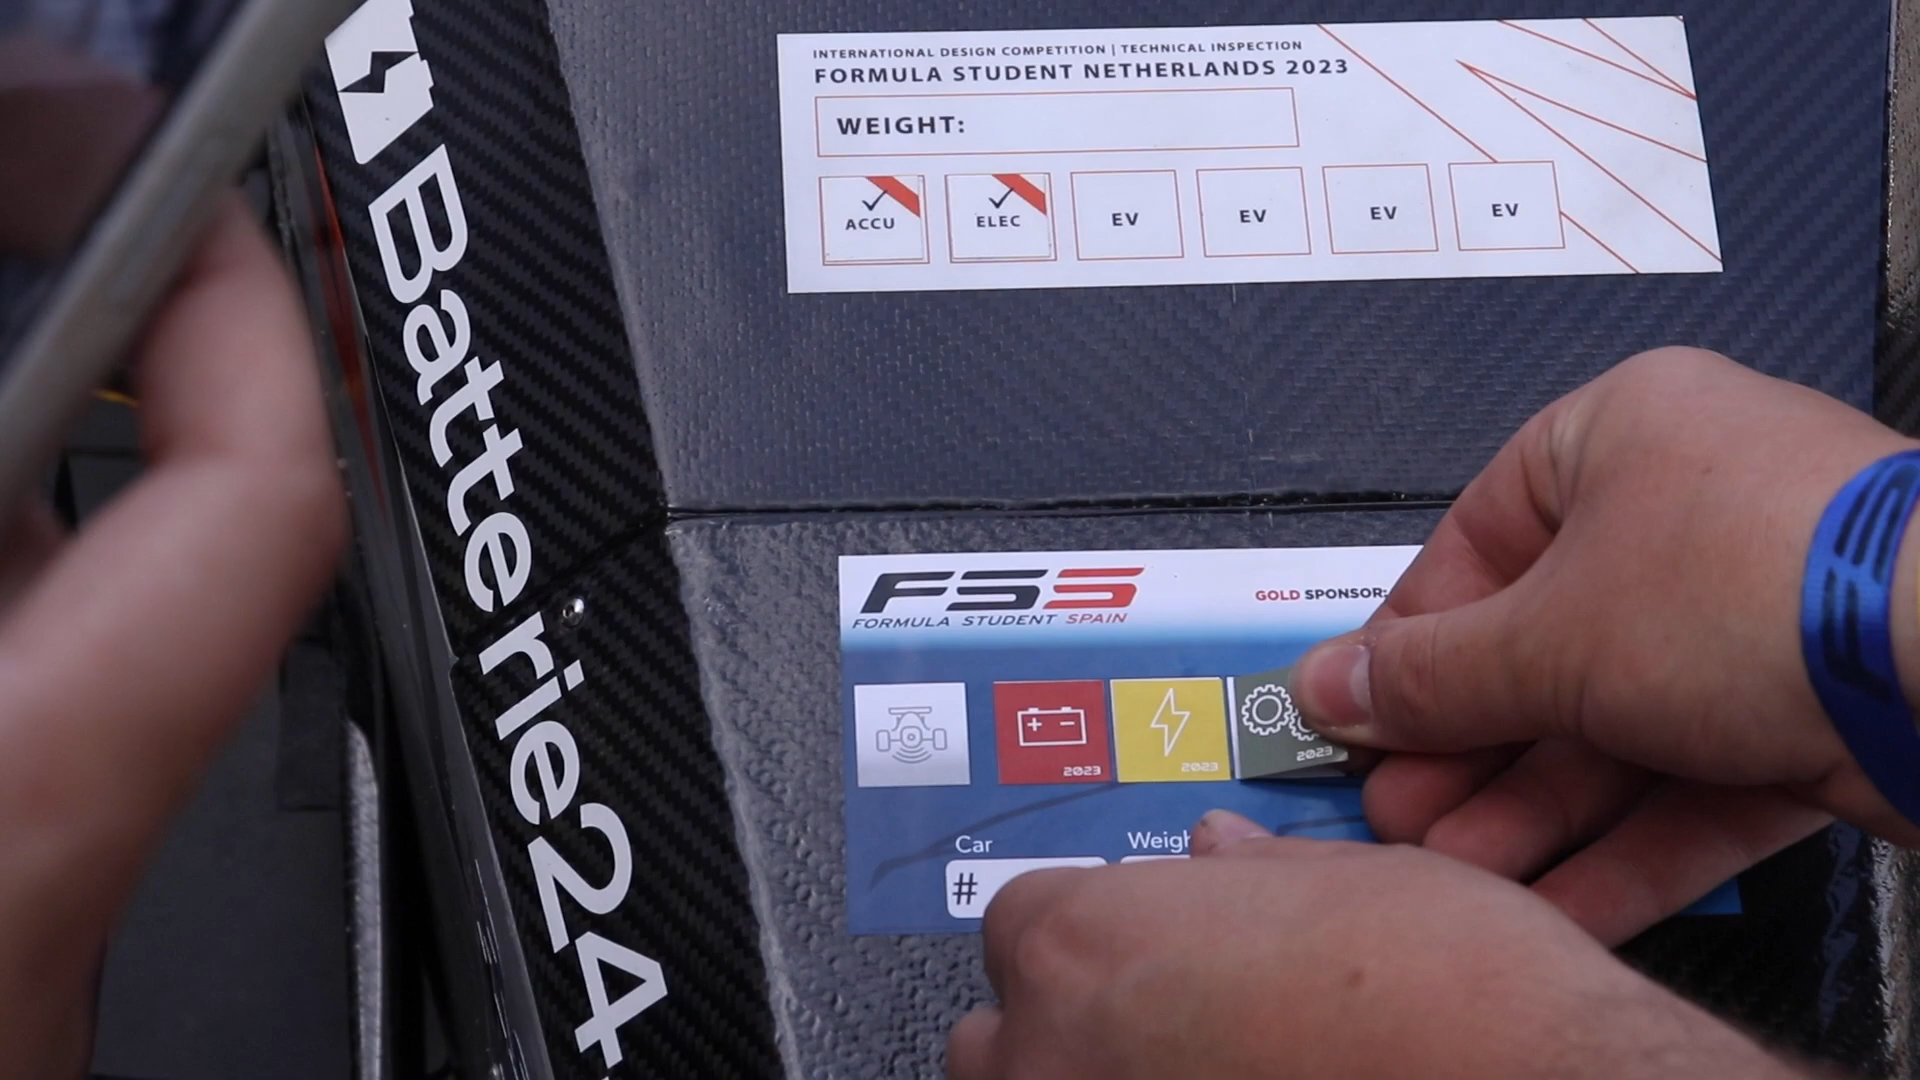 INTERNATIONAL DESIGN COMPETITION | TECHNICAL INSPECTION
FORMULA STUDENT NETHERLANDS 2023
WEIGHT:
ACCU
ELEC
EV
EV
EV
EV
Batterie24
FSS
FORMULA STUDENT SPAIN
GOLD SPONSOR:
+ -
2023
2023
2023
Car
#